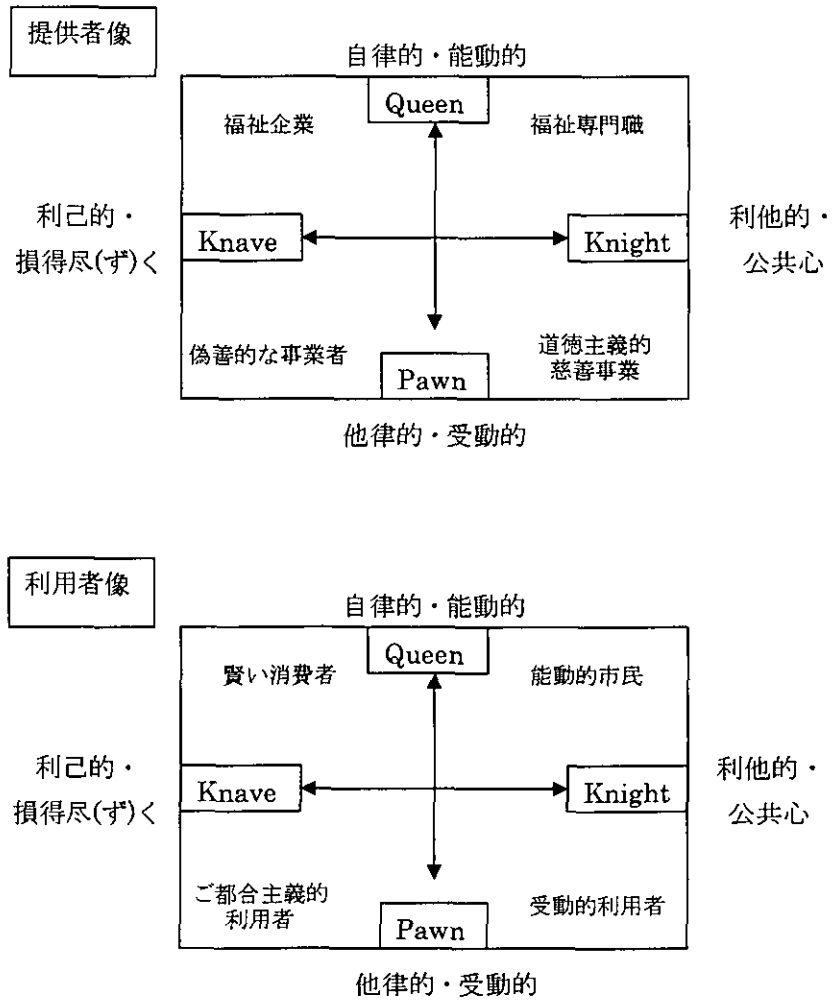 提供者像
自律的・能動的
Queen
福祉企業
福祉専門職
利己的・
損得尽(ず)く
Knave
Knight
利他的・
公共心
偽善的な事業者
道徳主義的
慈善事業
Pawn
他律的・受動的
利用者像
自律的・能動的
Queen
賢い消費者
能動的市民
利己的・
損得尽(ず)く
Knave
Knight
利他的・
公共心
ご都合主義的
利用者
受動的利用者
Pawn
他律的・受動的